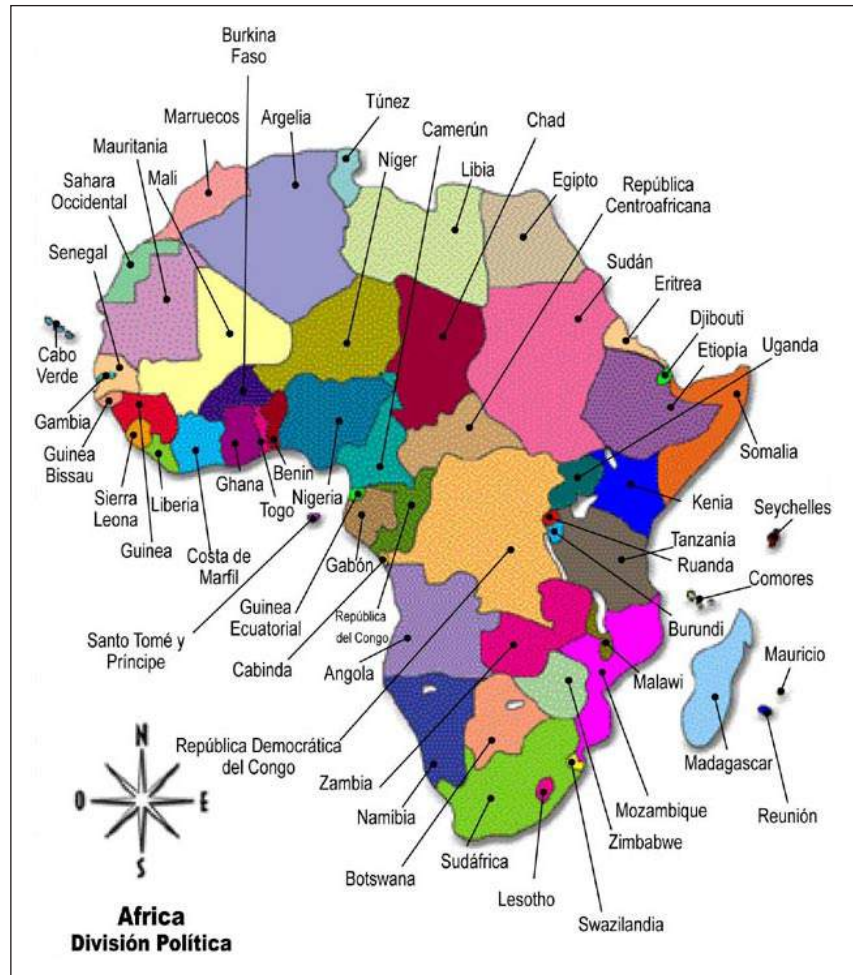 Burkina
Faso
Túnez
Marruecos
Argelia
Camerún
Chad
Mauritania
Níger
Libia
República
Centroafricana
Sahara
Occidental
Mali
Egipto
Senegal
Sudán
Eritrea
Djibouti
Uganda
Etiopía
Cabo
Verde
Gambia
Guinea
Bissau
Somalia
Sierra
Leona
Liberia
Ghana
Togo
Benin
Nigeria
Kenia
Seychelles
Guinea
Costa de
Marfil
Gabón
Tanzania
Ruanda
Comores
Guinea
Ecuatorial
República
del Congo
Burundi
Santo Tomé y
Príncipe
Cabinda
Angola
Malawi
Mauricio
República Democrática
del Congo
Zambia
Madagascar
Namibia
Mozambique
Reunión
Zimbabwe
Sudáfrica
Botswana
Lesotho
Swazilandia
N
O
E
S
Africa
División Política